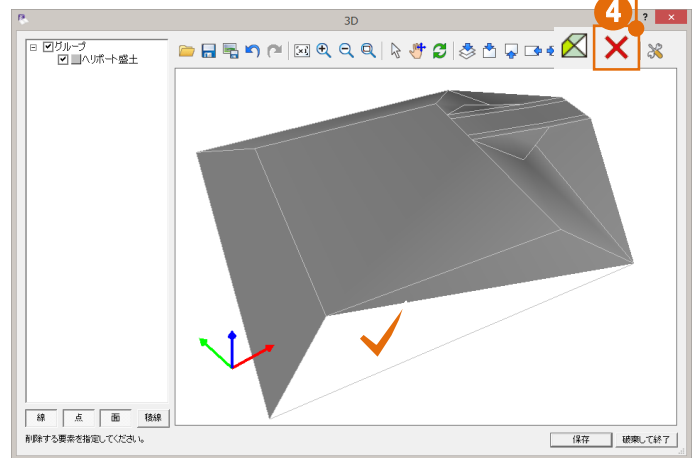 4
3D
?
グループ
ヘリポート盛土
線 点 面 稜線
削除する要素を指定してください。
保存 破棄して終了